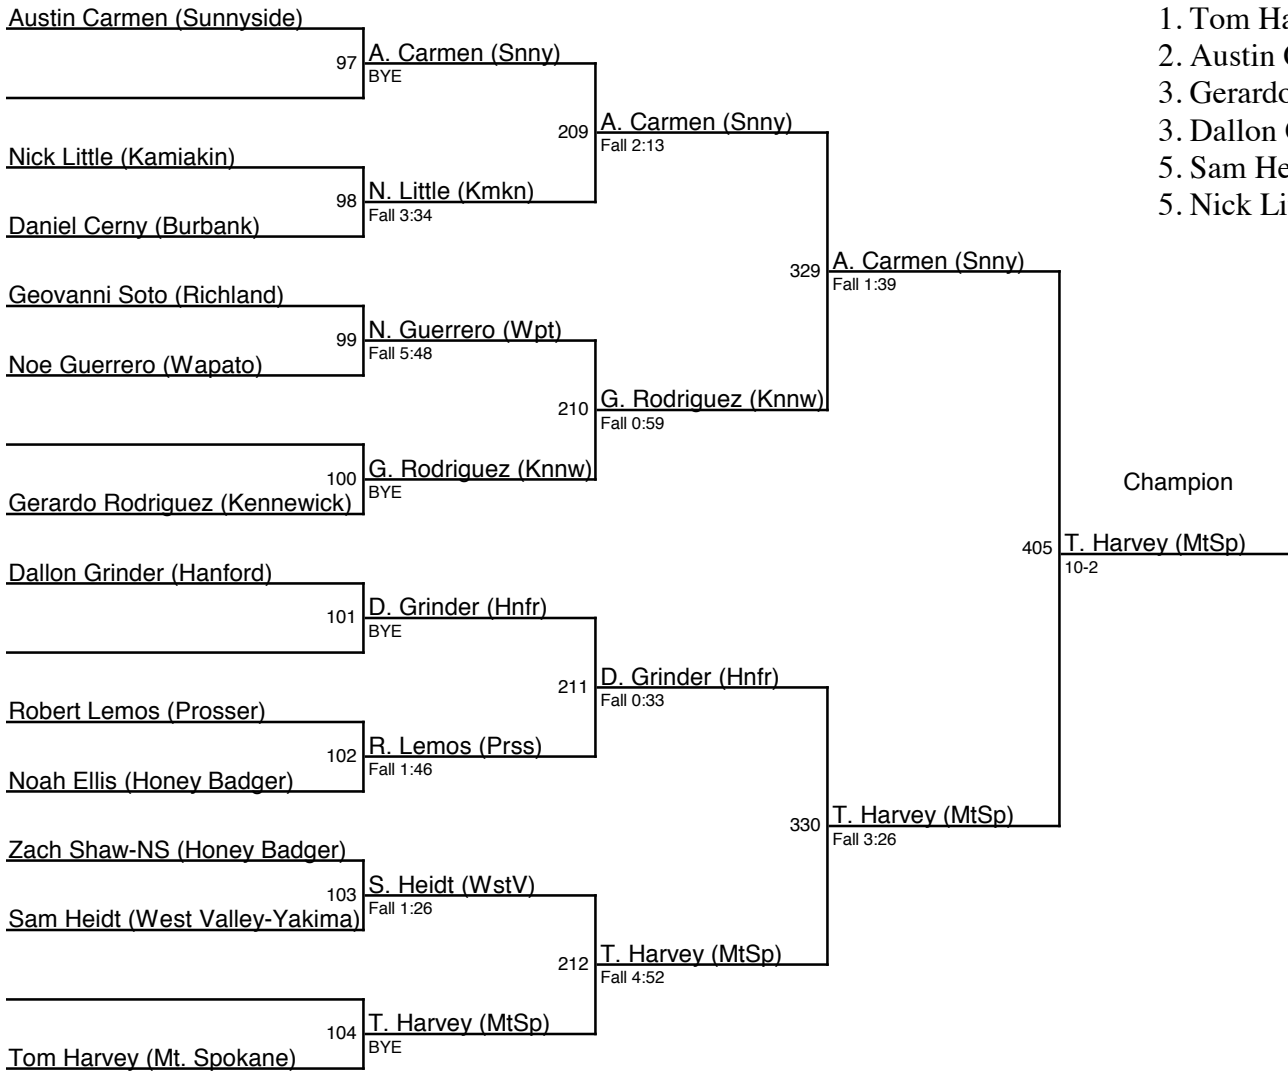 Austin Carmen (Sunnyside)
97 A. Carmen (Snny)
BYE
209 A. Carmen (Snny)
Fall 2:13
Nick Little (Kamiakin)
98 N. Little (Kmkn)
Fall 3:34
Daniel Cerny (Burbank)
329 A. Carmen (Snny)
Fall 1:39
Geovanni Soto (Richland)
99 N. Guerrero (Wpt)
Fall 5:48
Noe Guerrero (Wapato)
210 G. Rodriguez (Knnw)
Fall 0:59
100 G. Rodriguez (Knnw)
BYE
Gerardo Rodriguez (Kennewick)
Champion
405 T. Harvey (MtSp)
10-2
Dallon Grinder (Hanford)
101 D. Grinder (Hnfr)
BYE
211 D. Grinder (Hnfr)
Fall 0:33
Robert Lemos (Prosser)
102 R. Lemos (Prss)
Fall 1:46
Noah Ellis (Honey Badger)
330 T. Harvey (MtSp)
Fall 3:26
Zach Shaw-NS (Honey Badger)
103 S. Heidt (WstV)
Fall 1:26
Sam Heidt (West Valley-Yakima)
212 T. Harvey (MtSp)
Fall 4:52
104 T. Harvey (MtSp)
BYE
Tom Harvey (Mt. Spokane)
1. Tom
2. Austin
3. Gerardo
3. Dallon
5. Sam
5. Nick